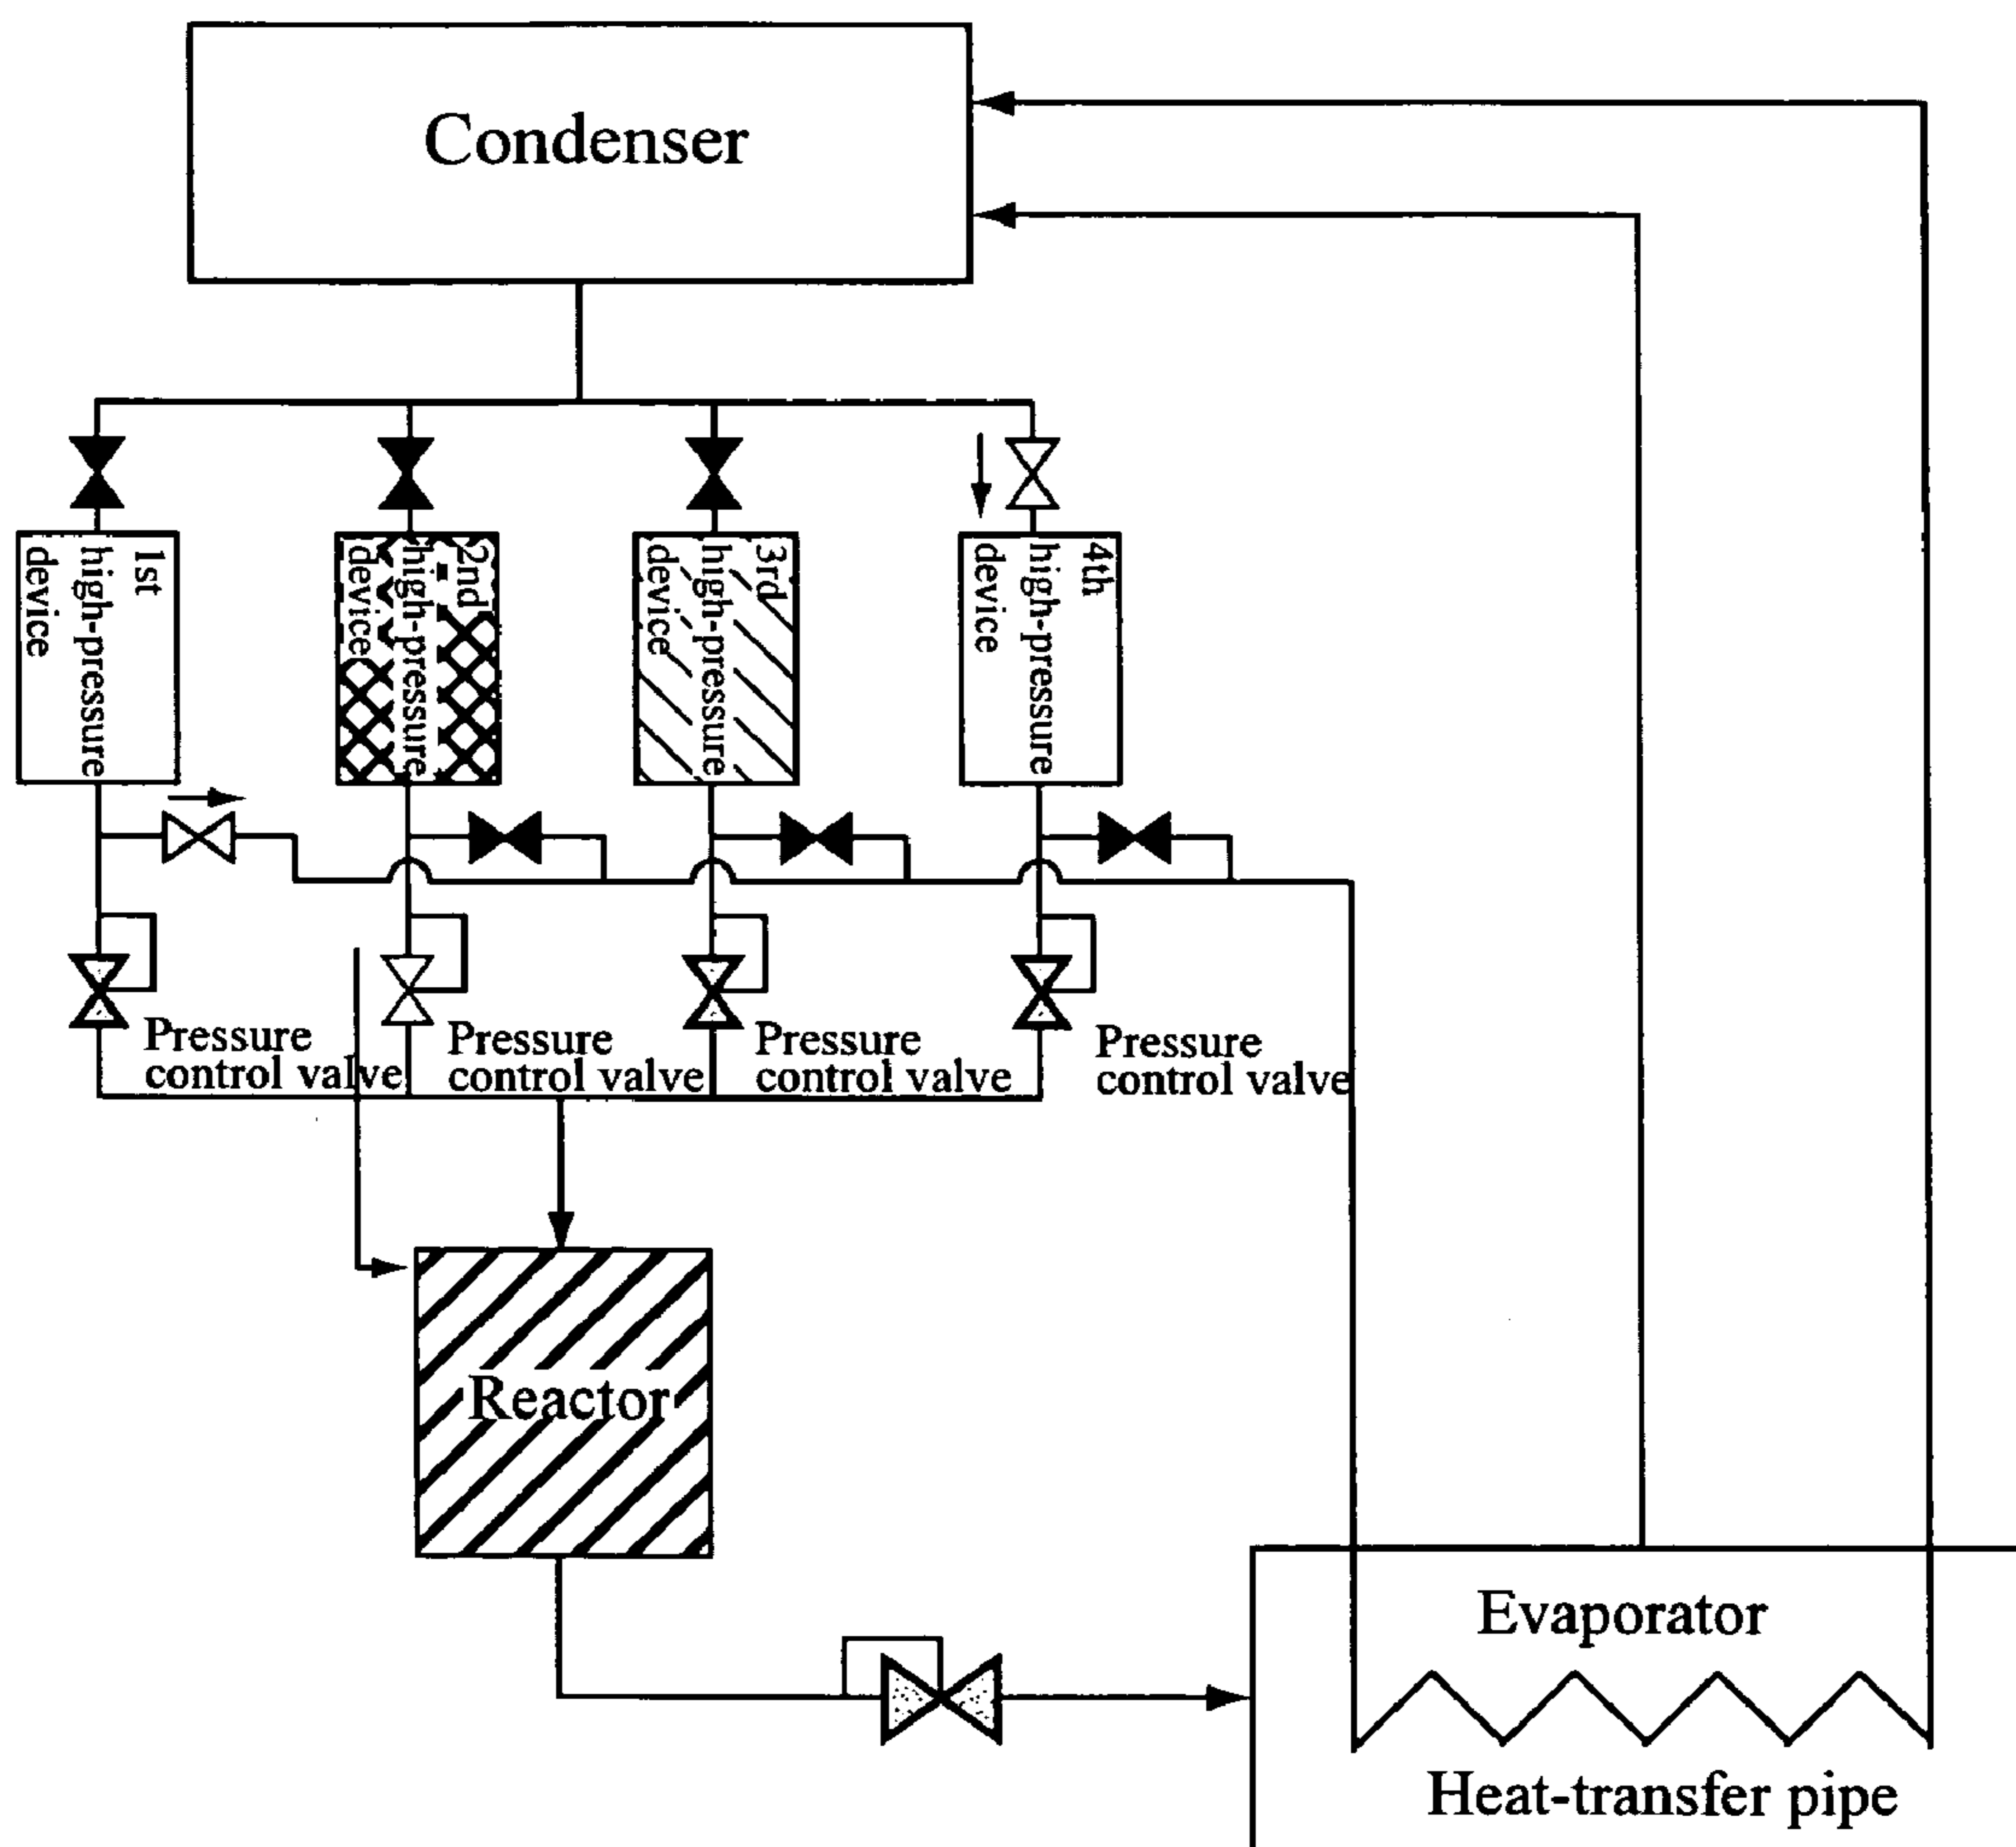 Condenser
1st
high-pressure
device
2nd
high-pressure
device
3rd
high-pressure
device
4th
high-pressure
device
Pressure
control valve
Pressure
control valve
Pressure
control valve
Pressure
control valve
Reactor
Evaporator
Heat-transfer pipe